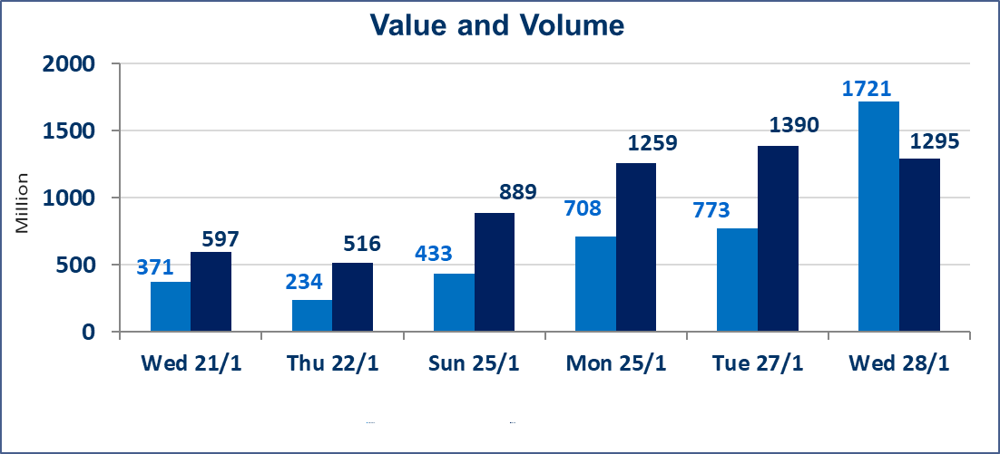 Value and Volume
2000
1500
1000
500
0
Million
371
597
234
516
433
889
708
1259
773
1390
1721
1295
Wed 21/1
Thu 22/1
Sun 25/1
Mon 25/1
Tue 27/1
Wed 28/1